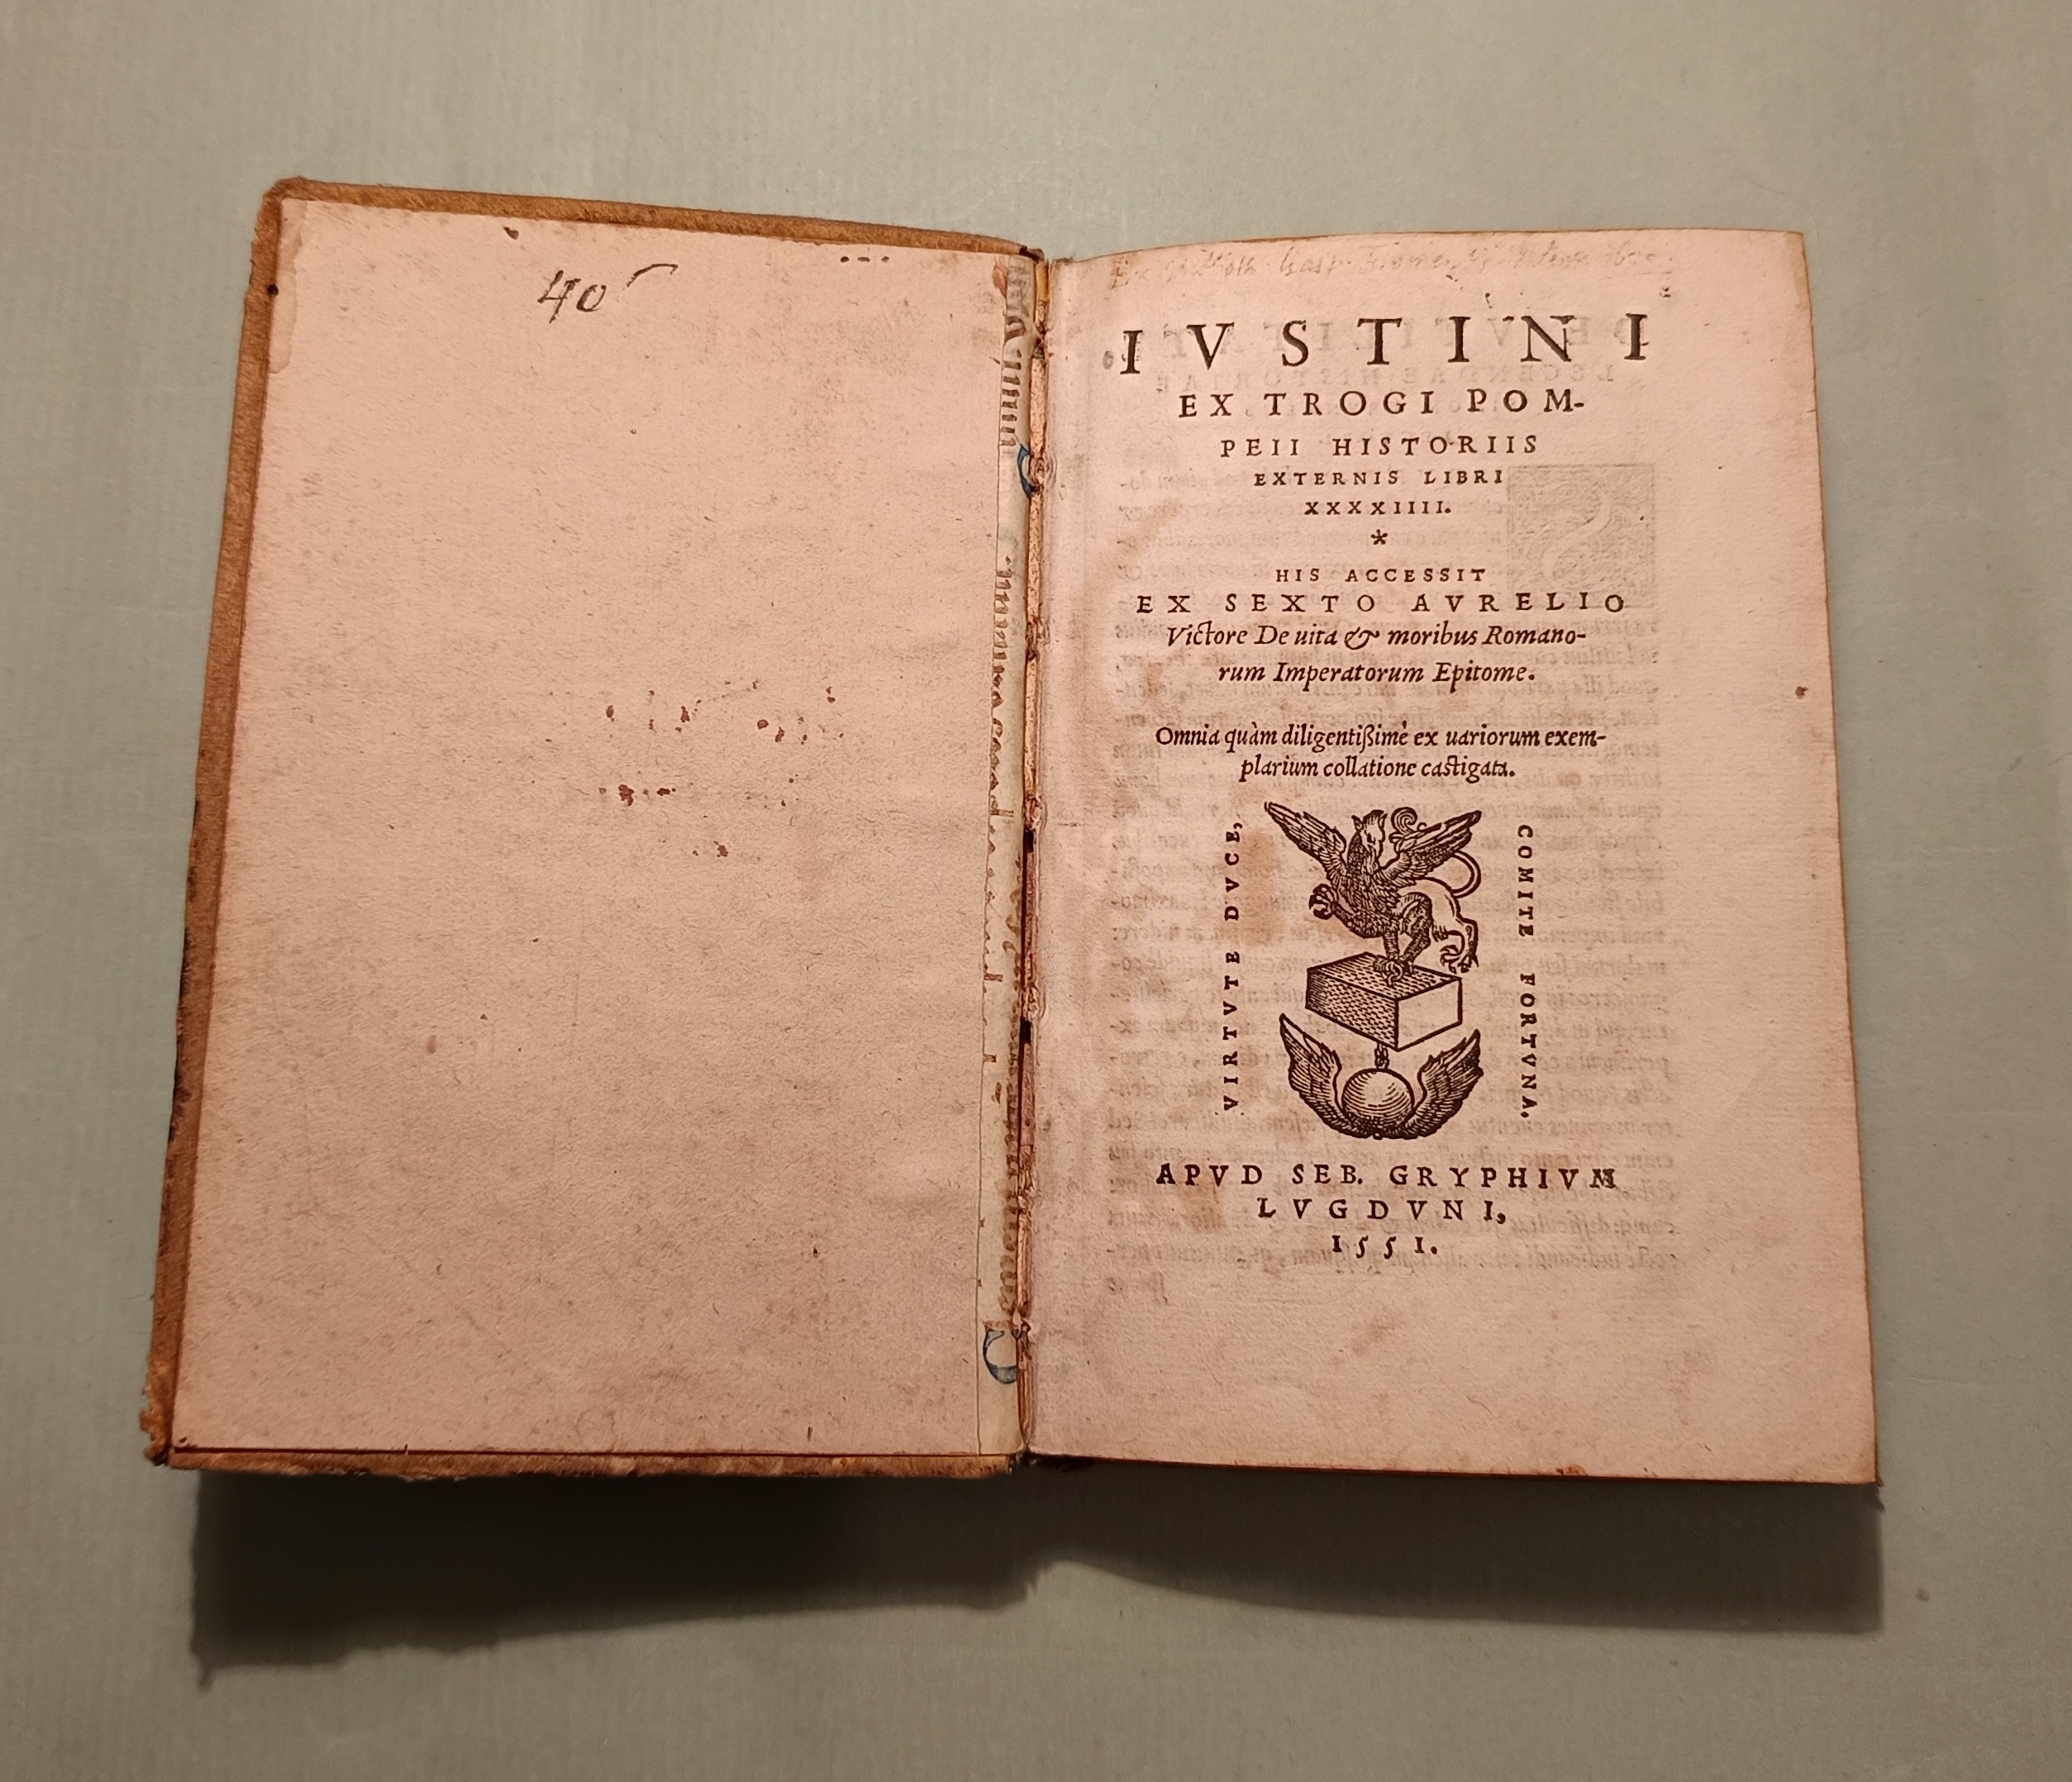 40
IVSTINI
EX TROGI POM-
PEII HISTORIIS
EXTERNIS LIBRI
XXXXIIII.
*
HIS ACCESSIT
EX SEXTO AVRELIO
Victore De uita & moribus Romano-
rum Imperatorum Epitome.
Omnia quàm diligentißimè ex uariorum exem-
plarium collatione castigata.
VIRTVTE DVCE,
COMITE FORTVNA.
APVD SEB. GRYPHIVM
LVGDVNI,
1551.